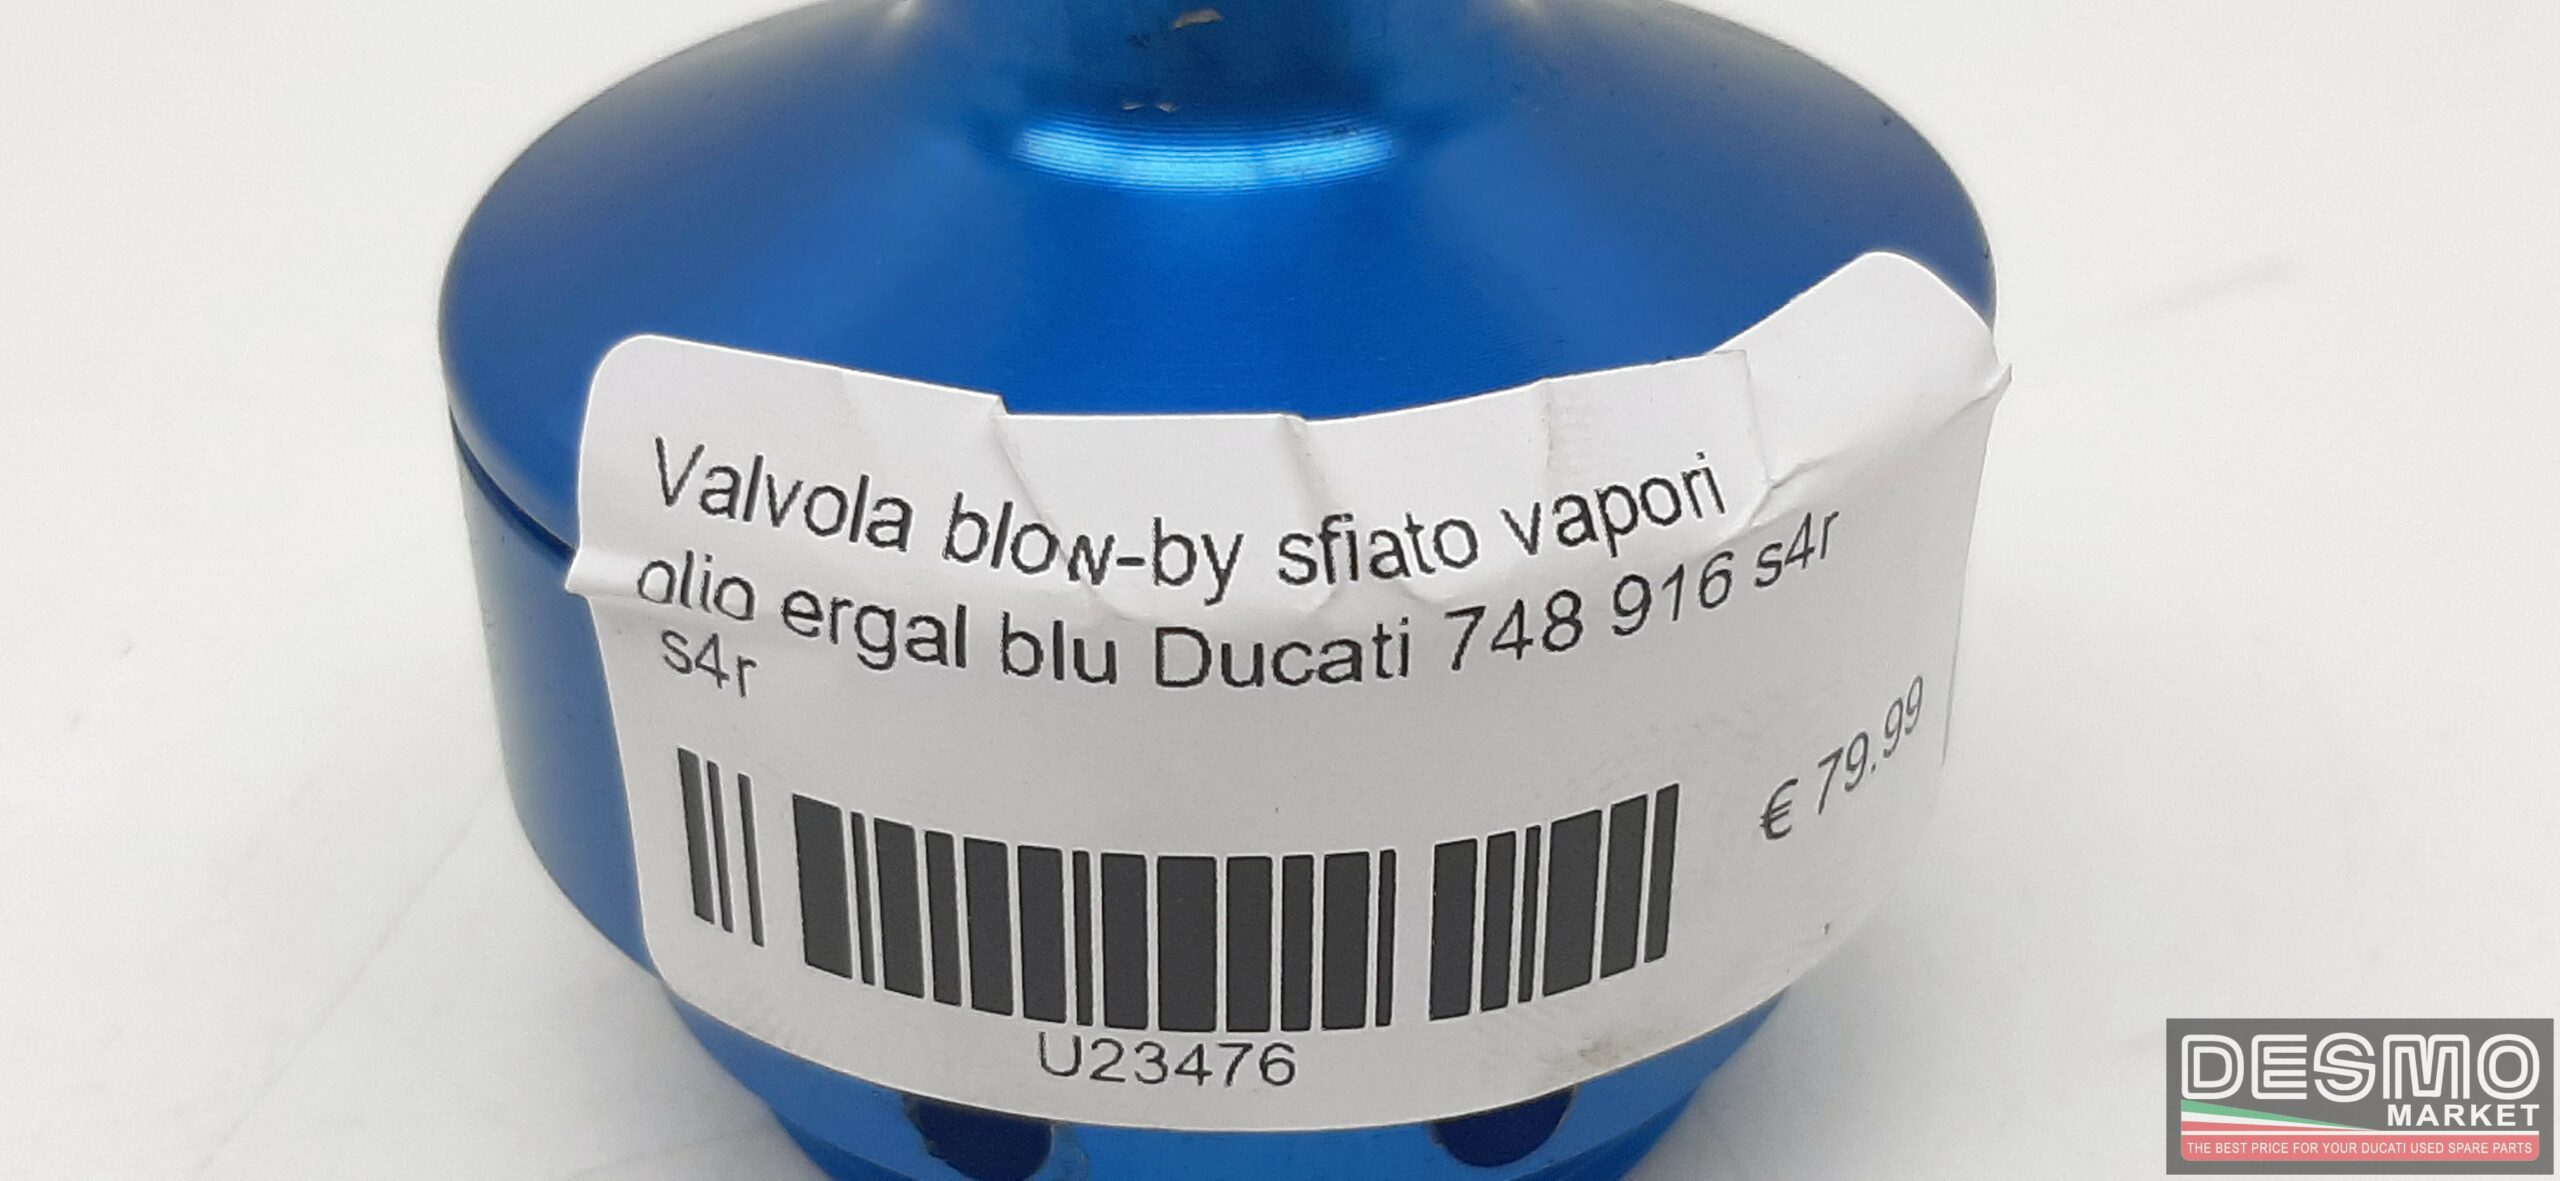 Valvola blow-by sfiato vapori
olio ergal blu Ducati 748 916 s4r
s4r
€ 79.99
U23476
DESMO
MARKET
THE BEST PRICE FOR YOUR DUCATI USED SPARE PARTS